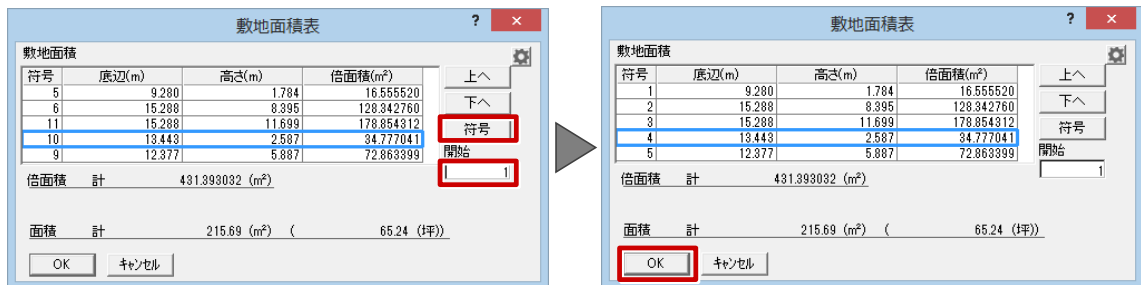 敷地面積表 ? ×
敷地面積
符号 底辺(m) 高さ(m) 倍面積(m²)
5 9.280 1.784 16.555520
6 15.288 8.395 128.342760
11 15.288 11.699 178.854312
10 13.443 2.587 34.777041
9 12.377 5.887 72.863399
上へ
下へ
符号
開始
1
倍面積 計 431.393032 (m²)
面積 計 215.69 (m²) ( 65.24 (坪))
OK キャンセル
敷地面積表 ? ×
敷地面積
符号 底辺(m) 高さ(m) 倍面積(m²)
1 9.280 1.784 16.555520
2 15.288 8.395 128.342760
3 15.288 11.699 178.854312
4 13.443 2.587 34.777041
5 12.377 5.887 72.863399
上へ
下へ
符号
開始
1
倍面積 計 431.393032 (m²)
面積 計 215.69 (m²) ( 65.24 (坪))
OK キャンセル